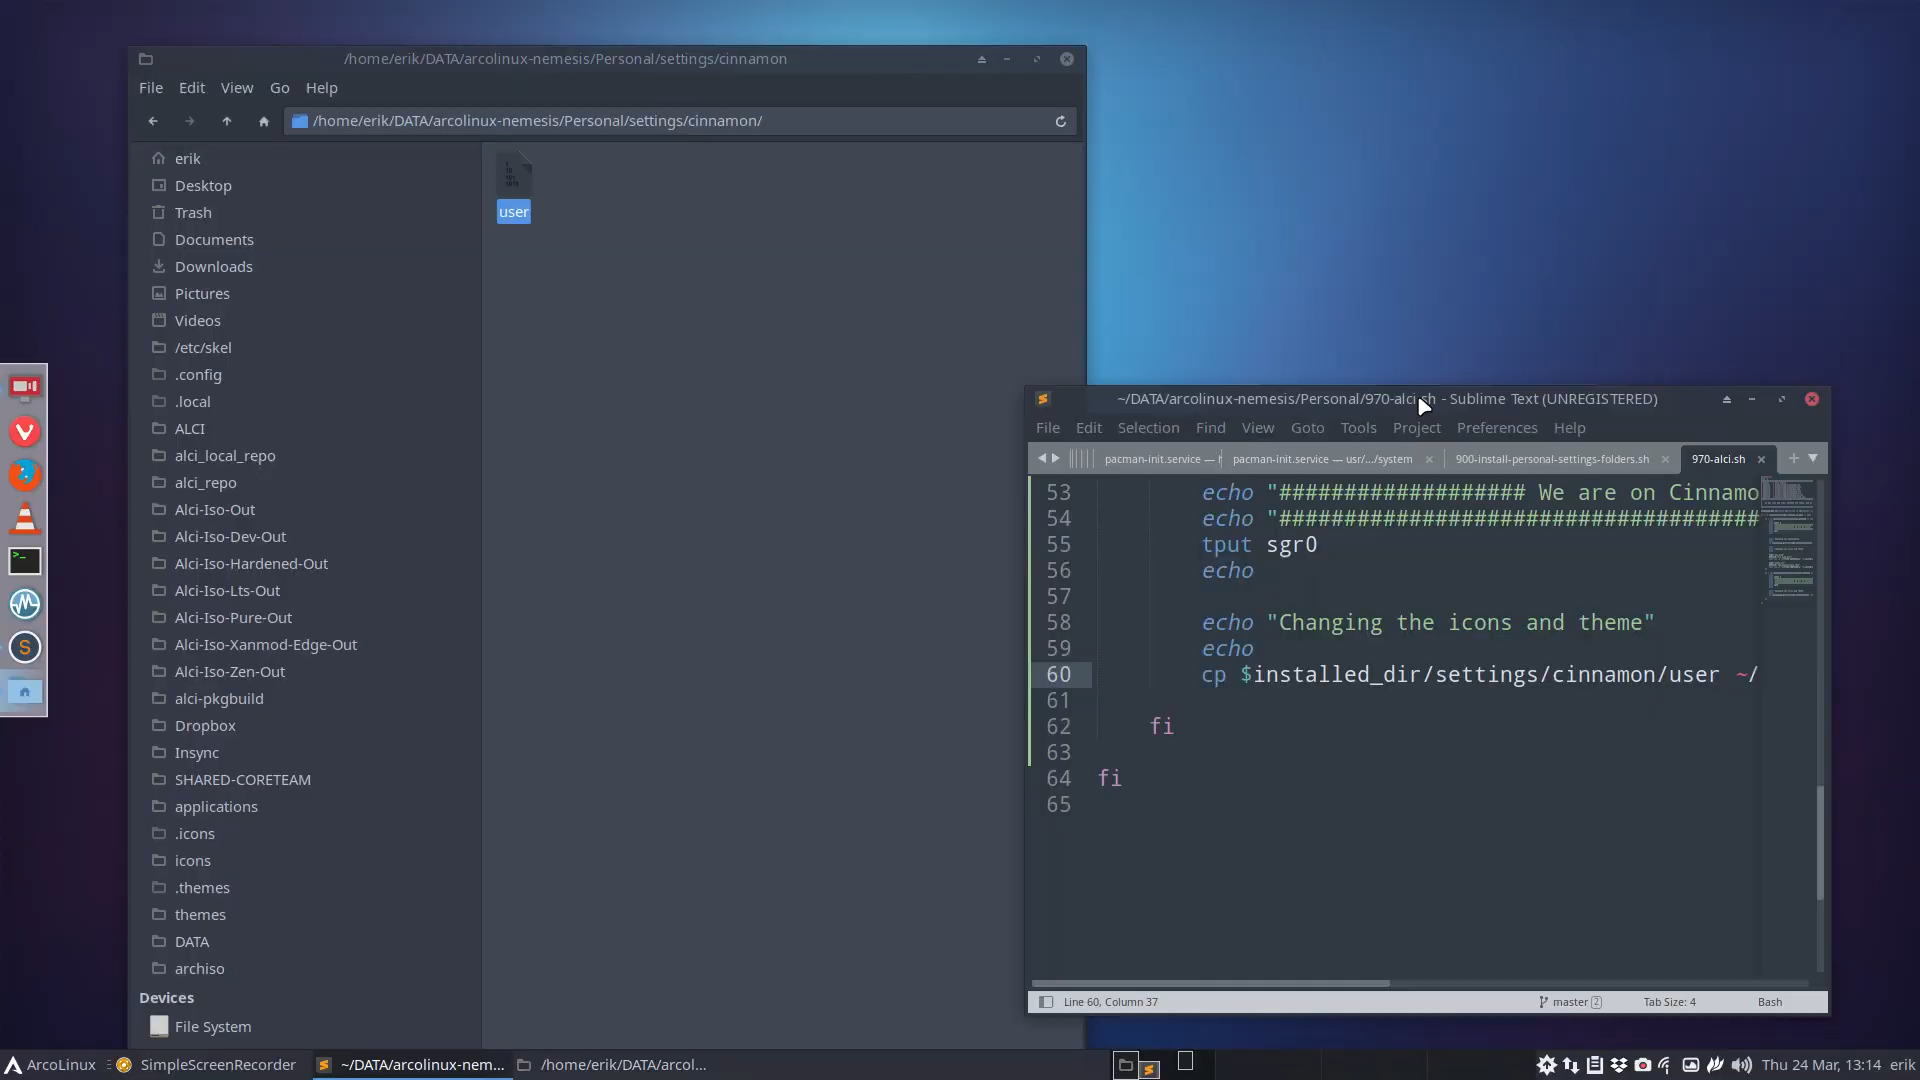 /home/erik/DATA/arcolinux-nemesis/Personal/settings/cinnamon
File Edit View Go Help
/home/erik/DATA/arcolinux-nemesis/Personal/settings/cinnamon/
erik
Desktop
Trash
Documents
Downloads
Pictures
Videos
/etc/skel
.config
.local
ALCI
alci_local_repo
alci_repo
Alci-Iso-Out
Alci-Iso-Dev-Out
Alci-Iso-Hardened-Out
Alci-Iso-Lts-Out
Alci-Iso-Pure-Out
Alci-Iso-Xanmod-Edge-Out
Alci-Iso-Zen-Out
alci-pkgbuild
Dropbox
Insync
SHARED-CORETEAM
applications
.icons
icons
.themes
themes
DATA
archiso
Devices
File System
user
~/DATA/arcolinux-nemesis/Personal/970-alci.sh - Sublime Text (UNREGISTERED)
File Edit Selection Find View Goto Tools Project Preferences Help
pacman-init.service — pacman-init.service — usr/.../system 900-install-personal-settings-folders.sh 970-alci.sh
53 echo "################### We are on Cinnamo
54 echo "#####################################
55 tput sgr0
56 echo
57
58 echo "Changing the icons and theme"
59 echo
60 cp $installed_dir/settings/cinnamon/user ~/
61
62 fi
63
64 fi
65
Line 60, Column 37 master 2 Tab Size: 4 Bash
ArcoLinux SimpleScreenRecorder ~/DATA/arcolinux-nem... /home/erik/DATA/arcol... Thu 24 Mar, 13:14 erik